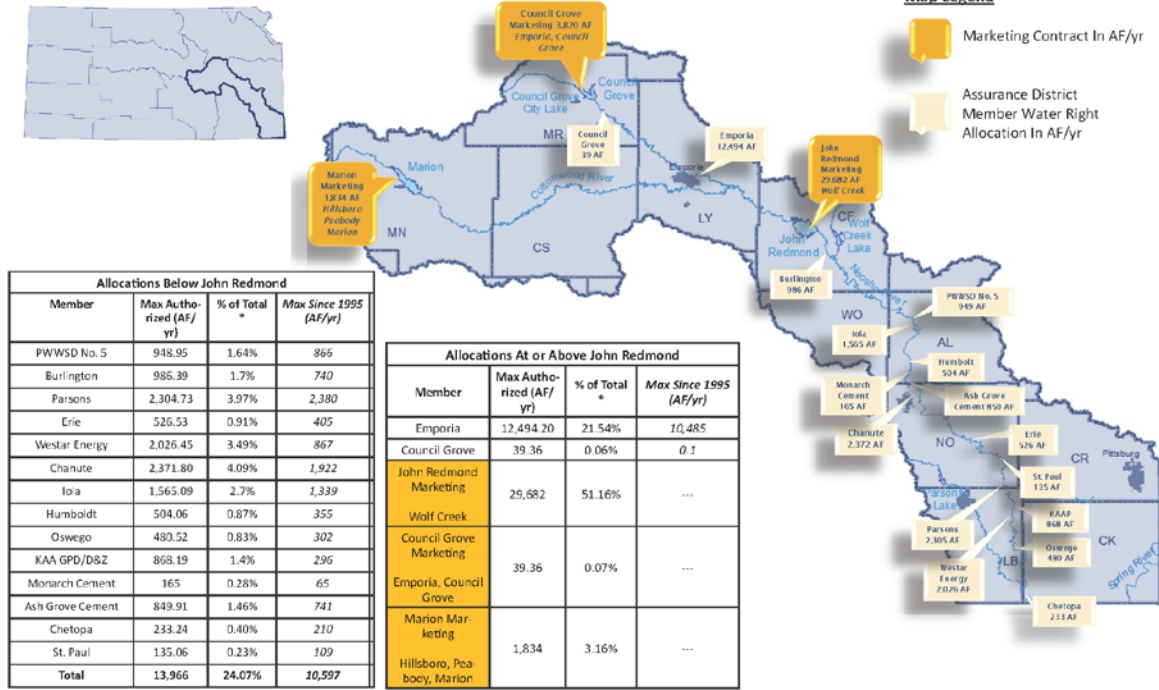 Map Legend
Marketing Contract In AF/yr
Assurance District
Member Water Right
Allocation In AF/yr
Council Grove
Marketing 3,820 AF
Emporia, Council
Grove
Council Grove
City Lake
Council
Grove
MR
Council
Grove
39 AF
Emporia
12,494 AF
Emporia
John
Redmond
Marketing
29,682 AF
Wolf Creek
Marion
Marketing
1,834 AF
Hillsboro
Peabody
Marion
Marion
Cottonwood River
MN
CS
LY
CF
John
Redmond
Wolf
Creek
Lake
Neosho River
Burlington
986 AF
WO
PWWSD No. 5
949 AF
Iola
1,565 AF
AL
Humbolt
504 AF
Monarch
Cement
165 AF
Ash Grove
Cement 850 AF
Chanute
2,372 AF
NO
Erie
526 AF
CR
Pittsburg
St. Paul
135 AF
Parsons
Lake
Parsons
2,305 AF
KAAP
868 AF
CK
Oswego
480 AF
Westar
Energy
2,026 AF
LB
Spring River
Chetopa
233 AF
Allocations Below John Redmond
Member Max Autho-rized (AF/yr) % of Total * Max Since 1995 (AF/yr)
PWWSD No. 5 948.95 1.64% 866
Burlington 986.39 1.7% 740
Parsons 2,304.73 3.97% 2,380
Erie 526.53 0.91% 405
Westar Energy 2,026.45 3.49% 867
Chanute 2,371.80 4.09% 1,922
Iola 1,565.09 2.7% 1,339
Humboldt 504.06 0.87% 355
Oswego 480.52 0.83% 302
KAA GPD/D&Z 868.19 1.4% 296
Monarch Cement 165 0.28% 65
Ash Grove Cement 849.91 1.46% 741
Chetopa 233.24 0.40% 210
St. Paul 135.06 0.23% 109
Total 13,966 24.07% 10,597
Allocations At or Above John Redmond
Member Max Autho-rized (AF/yr) % of Total * Max Since 1995 (AF/yr)
Emporia 12,494.20 21.54% 10,485
Council Grove 39.36 0.06% 0.1
John Redmond
Marketing
Wolf Creek
29,682 51.16% ---
Council Grove
Marketing
Emporia, Council
Grove
39.36 0.07% ---
Marion Mar-
keting
Hillsboro, Pea-
body, Marion
1,834 3.16% ---